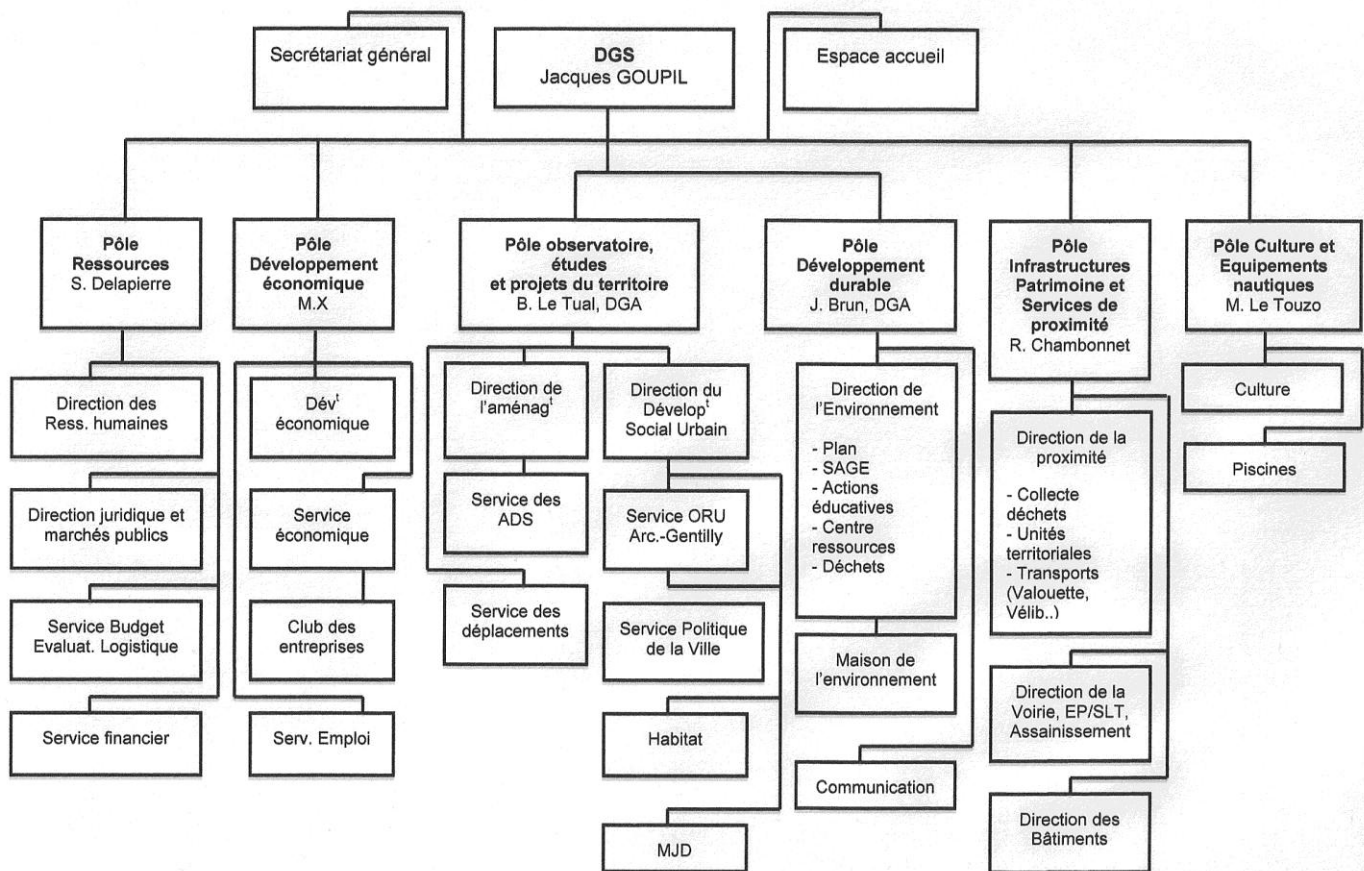 Secrétariat général
DGS
Jacques GOUPIL
Espace accueil
Pôle
Ressources
S. Delapierre
Pôle
Développement
économique
M.X
Pôle observatoire,
études
et projets du territoire
B. Le Tual, DGA
Pôle
Développement
durable
J. Brun, DGA
Pôle
Infrastructures
Patrimoine et
Services de
proximité
R. Chambonnet
Pôle Culture et
Equipements
nautiques
M. Le Touzo
Direction des
Ress. humaines
Direction juridique et
marchés publics
Service Budget
Evaluat. Logistique
Service financier
Dévᵗ
économique
Service
économique
Club des
entreprises
Serv. Emploi
Direction de
l'aménagᵗ
Service des
ADS
Service des
déplacements
Direction du
Développᵗ
Social Urbain
Service ORU
Arc.-Gentilly
Service Politique
de la Ville
Habitat
MJD
Direction de
l'Environnement
- Plan
- SAGE
- Actions
éducatives
- Centre
ressources
- Déchets
Maison de
l'environnement
Communication
Direction de la
proximité
- Collecte
déchets
- Unités
territoriales
- Transports
(Valouette,
Vélib..)
Direction de la
Voirie, EP/SLT,
Assainissement
Direction des
Bâtiments
Culture
Piscines